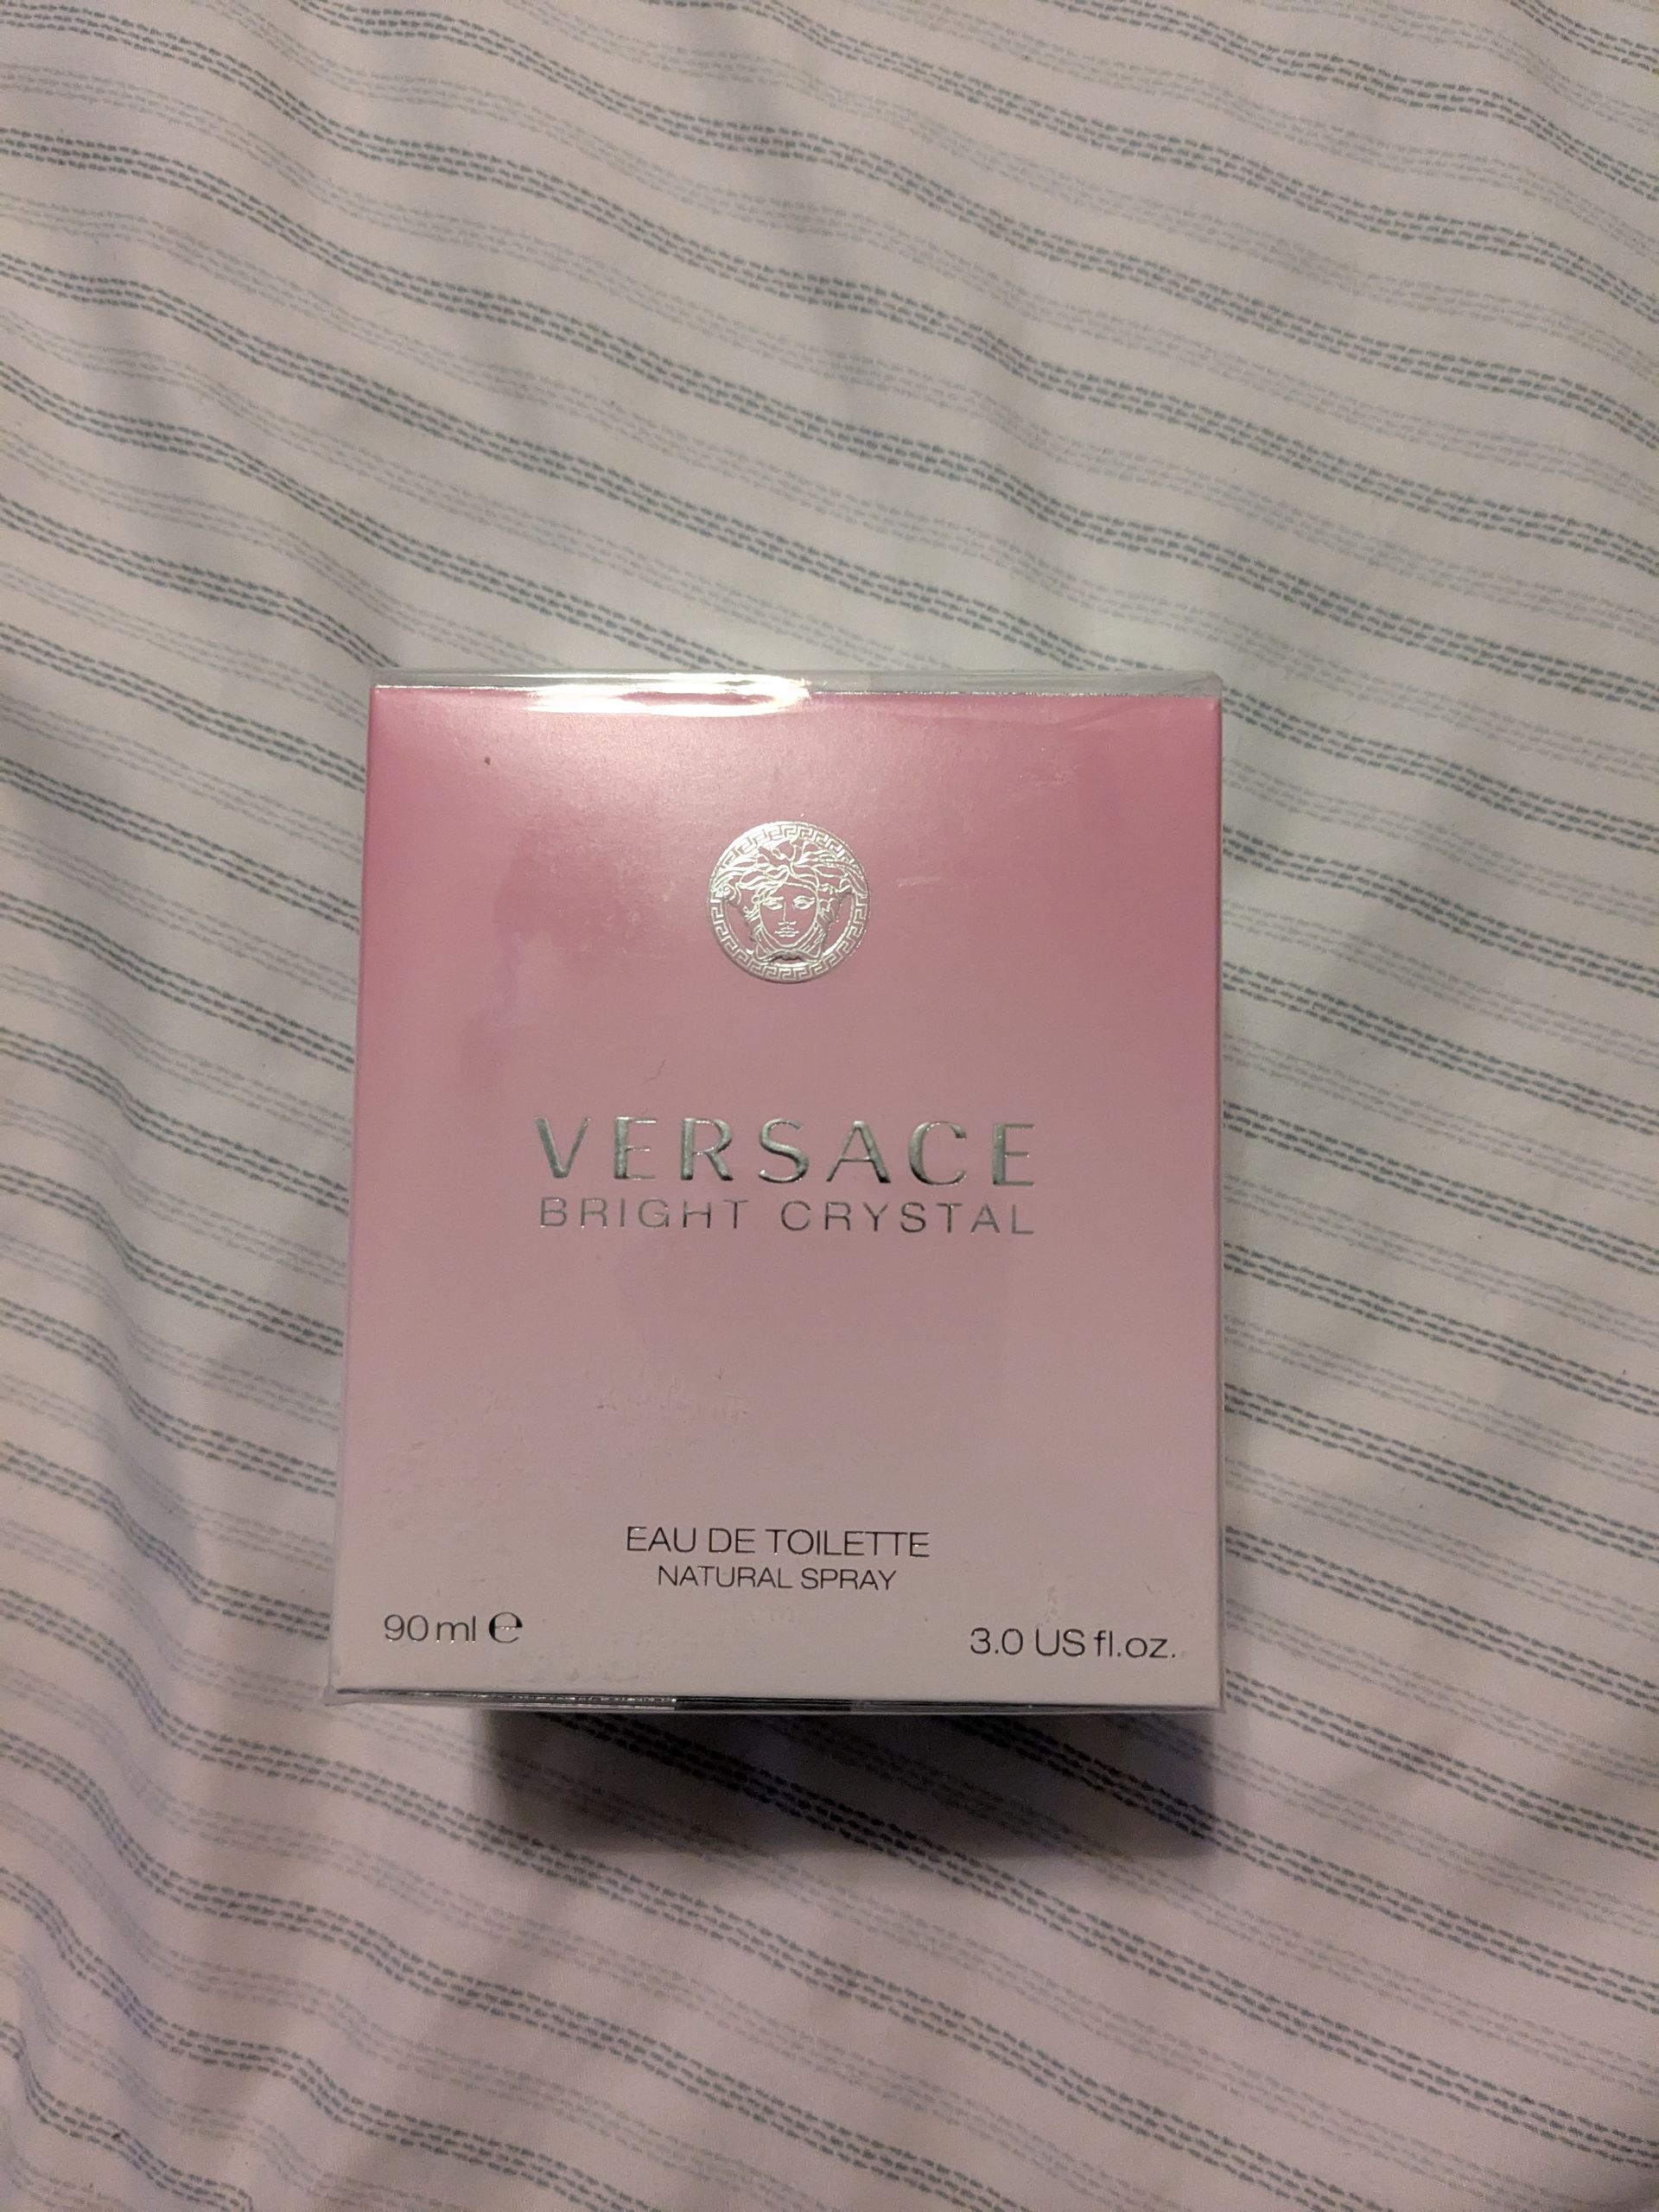 VERSACE
BRIGHT CRYSTAL
EAU DE TOILETTE
NATURAL SPRAY
90 ml ℮
3.0 US fl.oz.